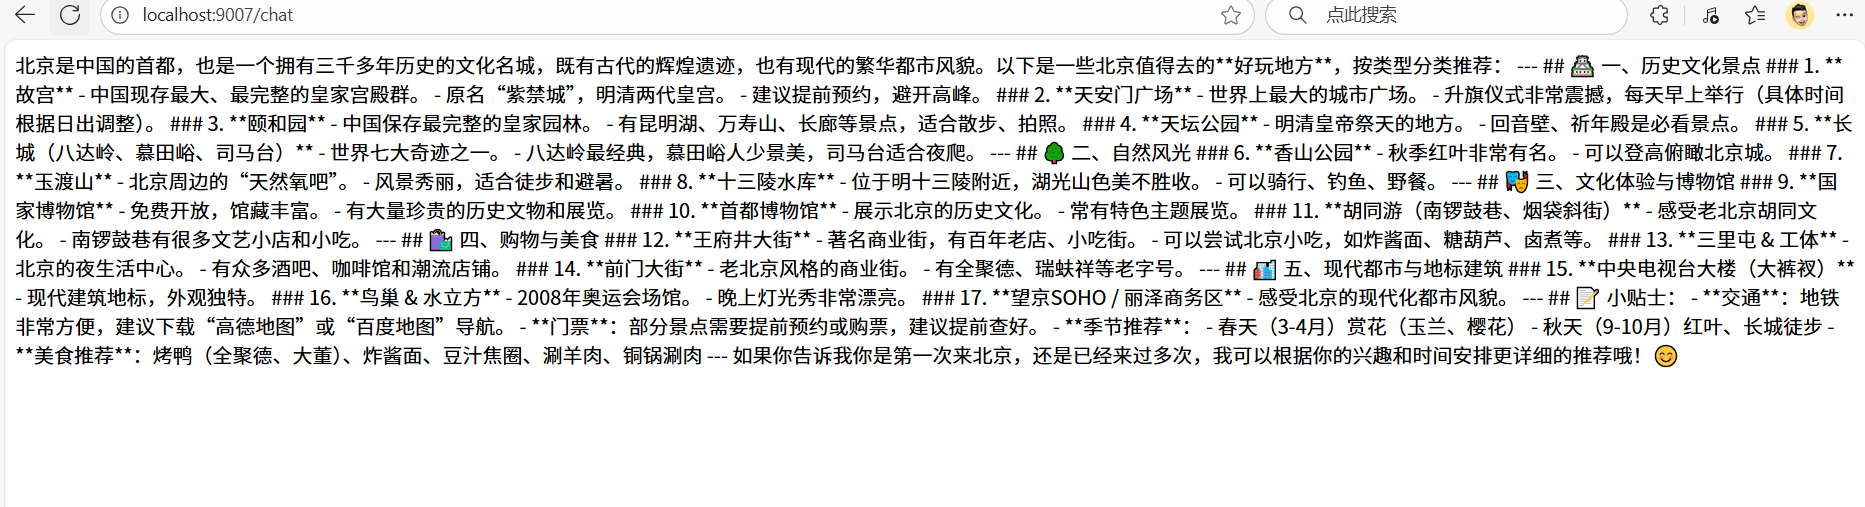 localhost:9007/chat
点此搜索
北京是中国的首都，也是一个拥有三千多年历史的文化名城，既有古代的辉煌遗迹，也有现代的繁华都市风貌。以下是一些北京值得去的**好玩地方**，按类型分类推荐： --- ## 🏯 一、历史文化景点 ### 1. **
故宫** - 中国现存最大、最完整的皇家宫殿群。 - 原名“紫禁城”，明清两代皇宫。 - 建议提前预约，避开高峰。 ### 2. **天安门广场** - 世界上最大的城市广场。 - 升旗仪式非常震撼，每天早上举行（具体时间
根据日出调整）。 ### 3. **颐和园** - 中国保存最完整的皇家园林。 - 有昆明湖、万寿山、长廊等景点，适合散步、拍照。 ### 4. **天坛公园** - 明清皇帝祭天的地方。 - 回音壁、祈年殿是必看景点。 ### 5. **长
城（八达岭、慕田峪、司马台）** - 世界七大奇迹之一。 - 八达岭最经典，慕田峪人少景美，司马台适合夜爬。 --- ## 🌳 二、自然风光 ### 6. **香山公园** - 秋季红叶非常有名。 - 可以登高俯瞰北京城。 ### 7.
**玉渡山** - 北京周边的“天然氧吧”。 - 风景秀丽，适合徒步和避暑。 ### 8. **十三陵水库** - 位于明十三陵附近，湖光山色美不胜收。 - 可以骑行、钓鱼、野餐。 --- ## 🎭 三、文化体验与博物馆 ### 9. **国
家博物馆** - 免费开放，馆藏丰富。 - 有大量珍贵的历史文物和展览。 ### 10. **首都博物馆** - 展示北京的历史文化。 - 常有特色主题展览。 ### 11. **胡同游（南锣鼓巷、烟袋斜街）** - 感受老北京胡同文
化。 - 南锣鼓巷有很多文艺小店和小吃。 --- ## 🛍️ 四、购物与美食 ### 12. **王府井大街** - 著名商业街，有百年老店、小吃街。 - 可以尝试北京小吃，如炸酱面、糖葫芦、卤煮等。 ### 13. **三里屯 & 工体** -
北京的夜生活中心。 - 有众多酒吧、咖啡馆和潮流店铺。 ### 14. **前门大街** - 老北京风格的商业街。 - 有全聚德、瑞蚨祥等老字号。 --- ## 🏙️ 五、现代都市与地标建筑 ### 15. **中央电视台大楼（大裤衩）**
- 现代建筑地标，外观独特。 ### 16. **鸟巢 & 水立方** - 2008年奥运会场馆。 - 晚上灯光秀非常漂亮。 ### 17. **望京SOHO / 丽泽商务区** - 感受北京的现代化都市风貌。 --- ## 📝 小贴士： - **交通**：地铁
非常方便，建议下载“高德地图”或“百度地图”导航。 - **门票**：部分景点需要提前预约或购票，建议提前查好。 - **季节推荐**： - 春天（3-4月）赏花（玉兰、樱花） - 秋天（9-10月）红叶、长城徒步 -
**美食推荐**：烤鸭（全聚德、大董）、炸酱面、豆汁焦圈、涮羊肉、铜锅涮肉 --- 如果你告诉我你是第一次来北京，还是已经来过多次，我可以根据你的兴趣和时间安排更详细的推荐哦！😊